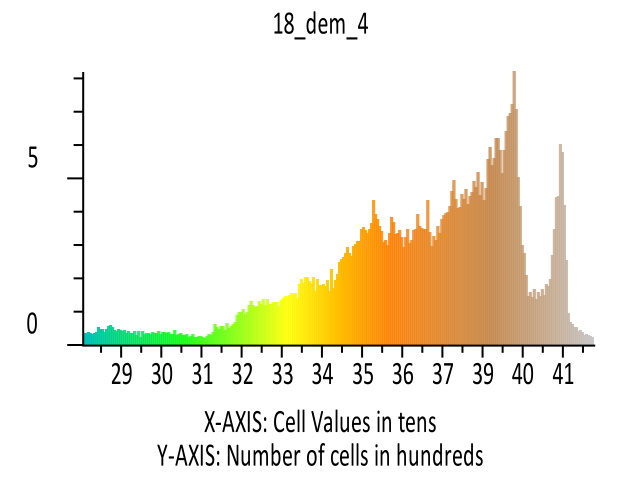 18_dem_4
5
0
29 30 31 32 33 34 35 36 37 38 39 40 41
X-AXIS: Cell Values in tens
Y-AXIS: Number of cells in hundreds